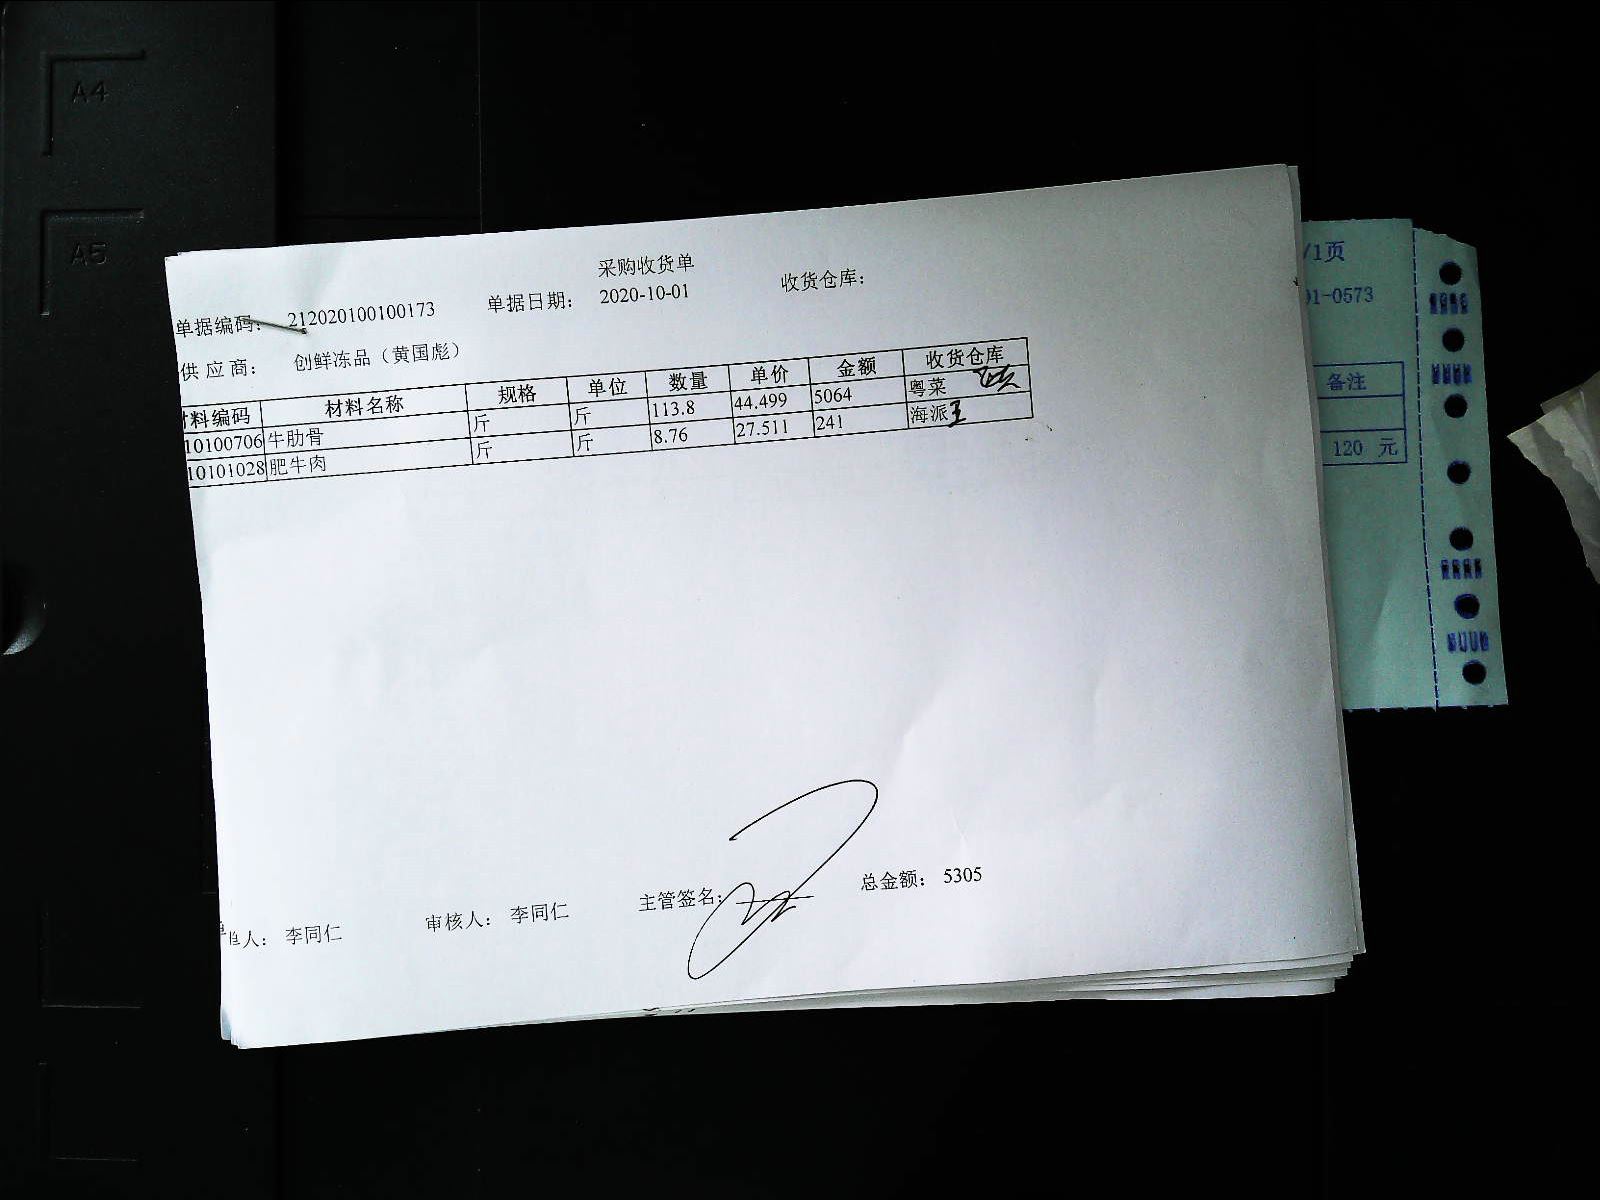 采购收货单
单据编码： 212020100100173 单据日期： 2020-10-01 收货仓库：
供应商： 创鲜冻品（黄国彪）
材料编码 材料名称 规格 单位 数量 单价 金额 收货仓库
10100706 牛肋骨 斤 斤 113.8 44.499 5064 粤菜
10101028 肥牛肉 斤 斤 8.76 27.511 241 海派 王
单人： 李同仁 审核人： 李同仁 主管签名： 总金额： 5305
/1页
01-0573
备注
120 元
A4
A5